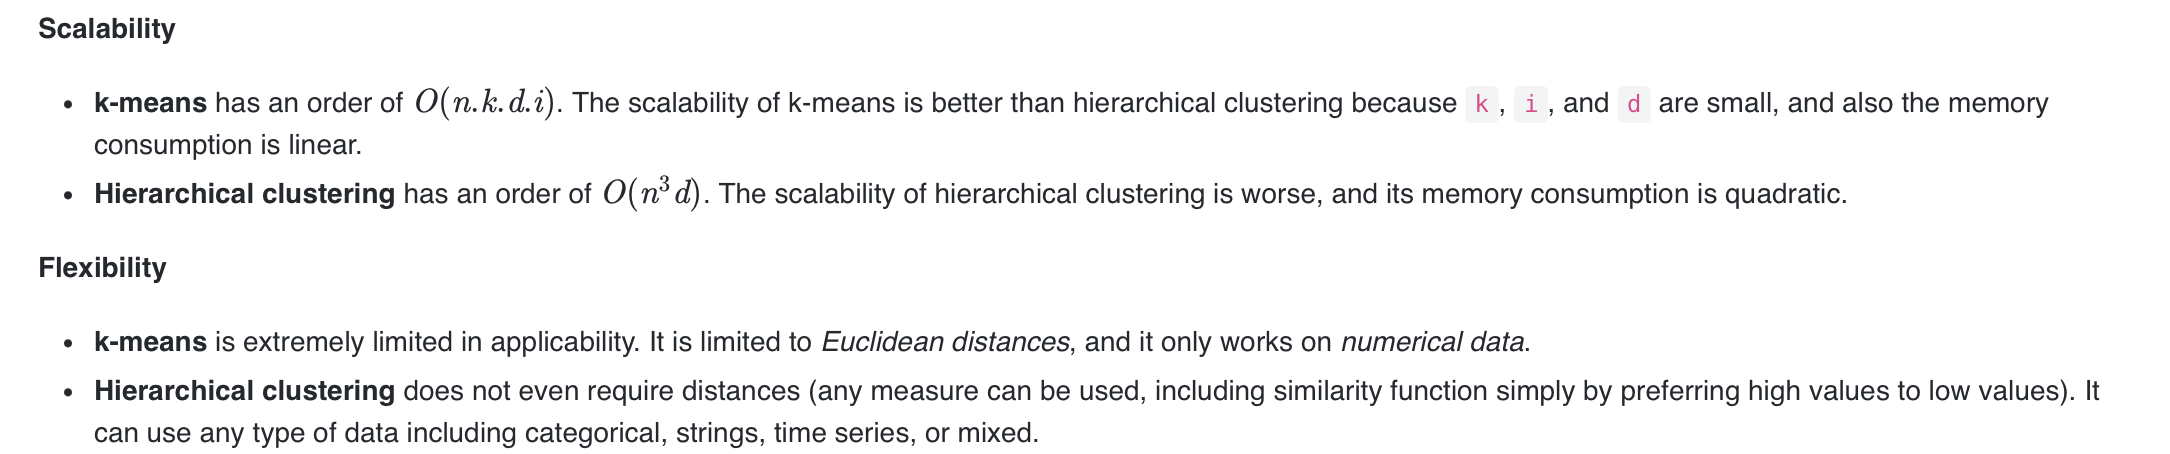 Scalability
• k-means has an order of O(n.k.d.i). The scalability of k-means is better than hierarchical clustering because k, i, and d are small, and also the memory
consumption is linear.
• Hierarchical clustering has an order of O(n³d). The scalability of hierarchical clustering is worse, and its memory consumption is quadratic.
Flexibility
• k-means is extremely limited in applicability. It is limited to Euclidean distances, and it only works on numerical data.
• Hierarchical clustering does not even require distances (any measure can be used, including similarity function simply by preferring high values to low values). It
can use any type of data including categorical, strings, time series, or mixed.